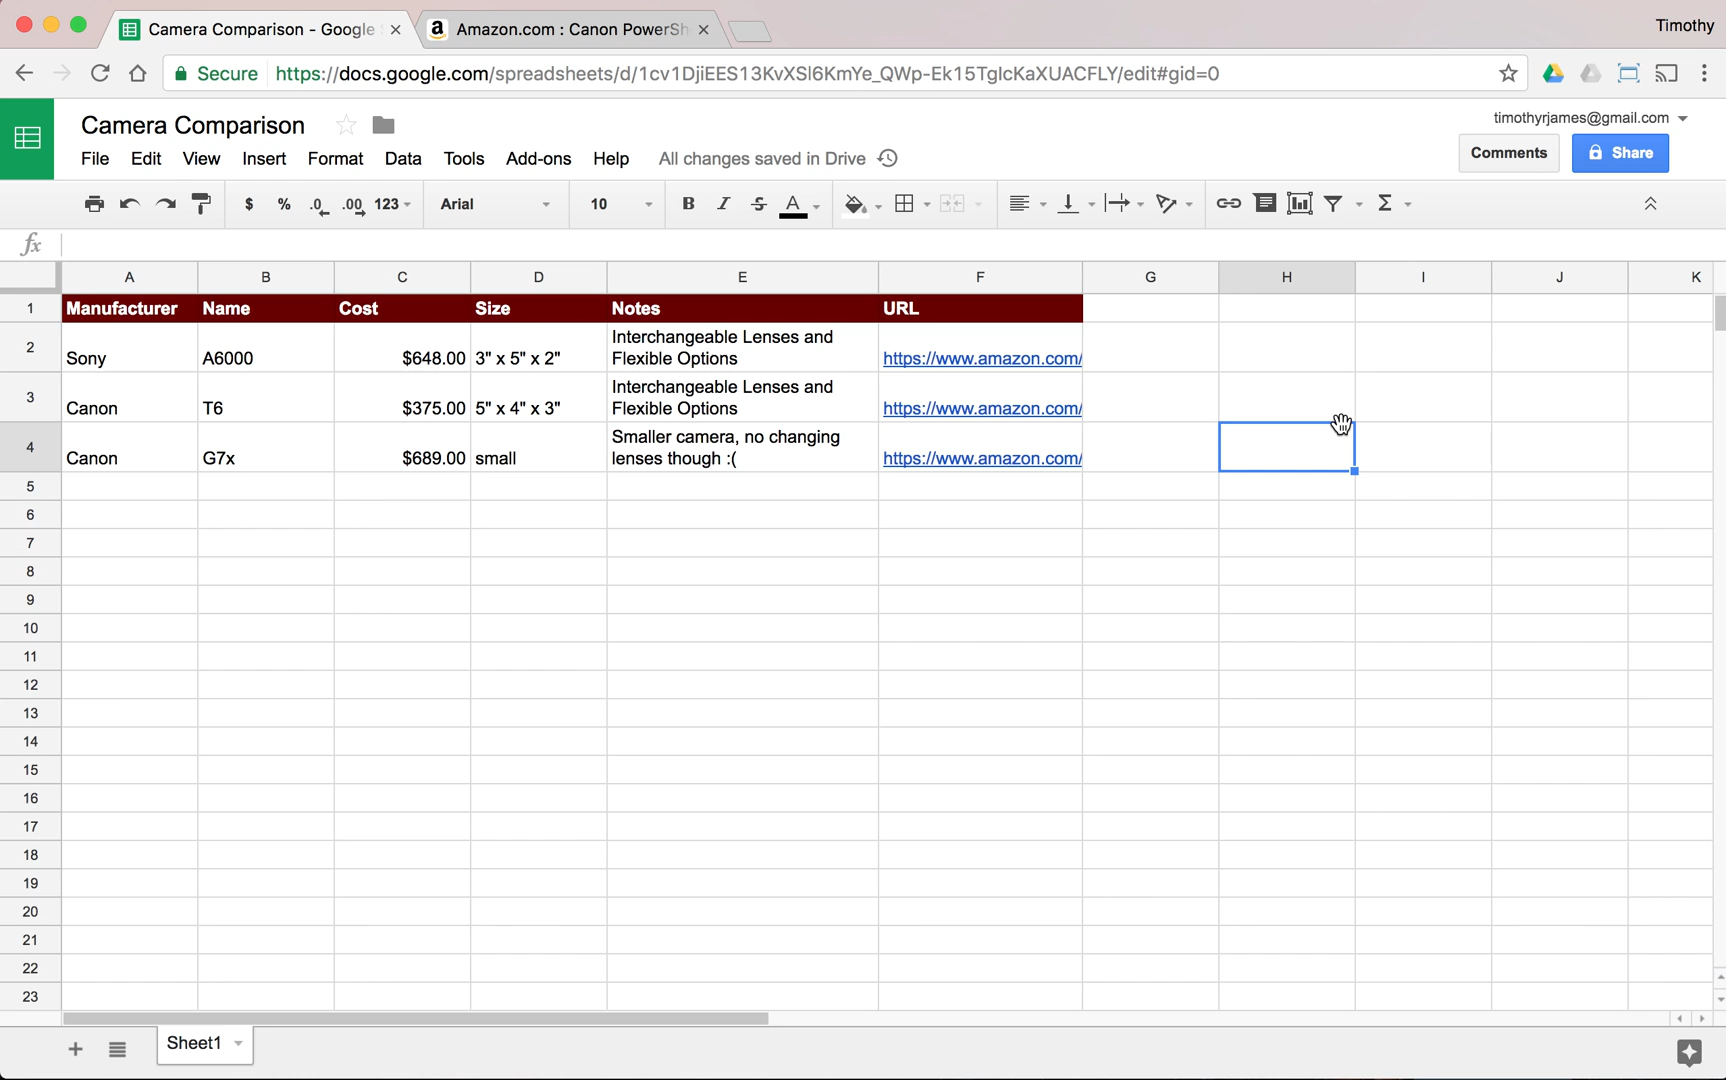 Camera Comparison - Google
Amazon.com : Canon PowerSh
Timothy
Secure https://docs.google.com/spreadsheets/d/1cv1DjiEES13KvXSl6KmYe_QWp-Ek15TglcKaXUACFLY/edit#gid=0
Camera Comparison
timothyrjames@gmail.com
File Edit View Insert Format Data Tools Add-ons Help All changes saved in Drive
Comments Share
$ % .0 .00 123 Arial 10 B I S A
fx
A B C D E F G H I J K
1 Manufacturer Name Cost Size Notes URL
2 Sony A6000 $648.00 3" x 5" x 2" Interchangeable Lenses and
Flexible Options https://www.amazon.com/
3 Canon T6 $375.00 5" x 4" x 3" Interchangeable Lenses and
Flexible Options https://www.amazon.com/
4 Canon G7x $689.00 small Smaller camera, no changing
lenses though :( https://www.amazon.com/
5
6
7
8
9
10
11
12
13
14
15
16
17
18
19
20
21
22
23
Sheet1